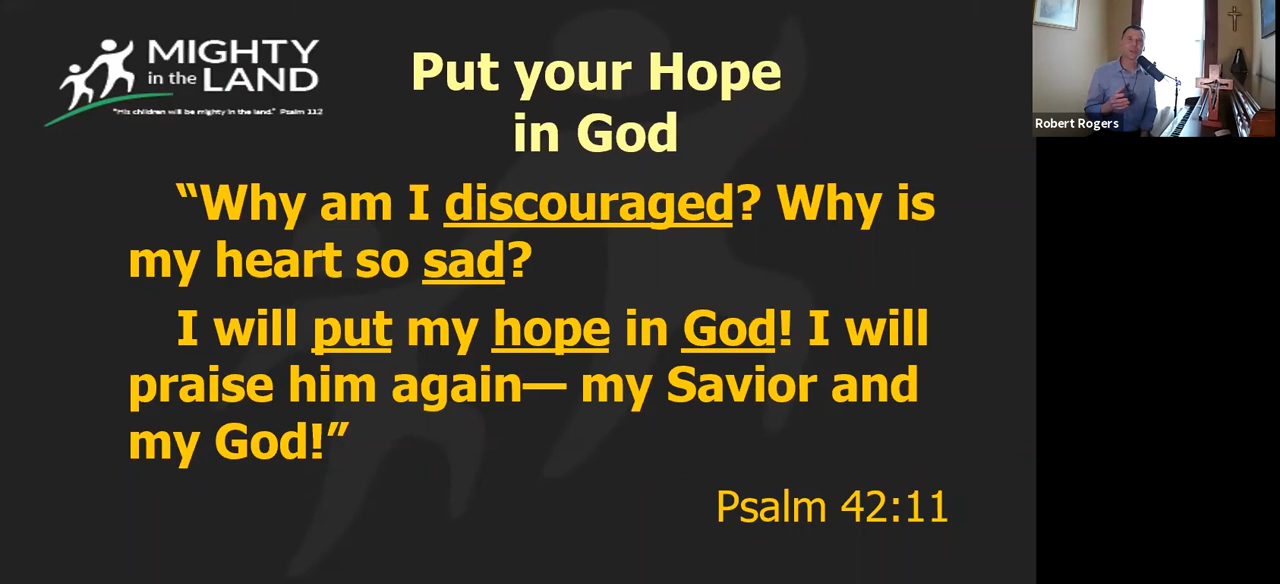 MIGHTY
in the LAND
"His children will be mighty in the land." Psalm 112
Put your Hope
in God
“Why am I discouraged? Why is
my heart so sad?
I will put my hope in God! I will
praise him again— my Savior and
my God!”
Psalm 42:11
Robert Rogers